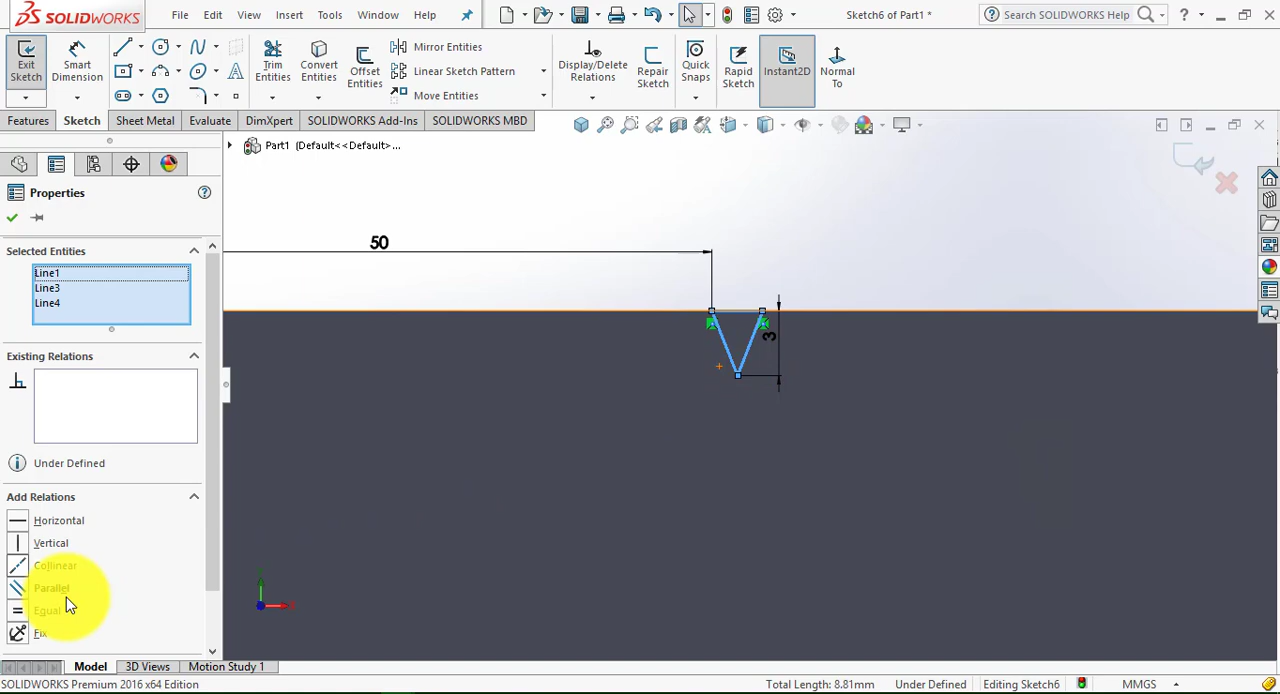 SOLIDWORKS File Edit View Insert Tools Window Help Sketch6 of Part1 * Search SOLIDWORKS Help ?
Exit Sketch Smart Dimension Trim Entities Convert Entities Offset Entities Mirror Entities Linear Sketch Pattern Move Entities Display/Delete Relations Repair Sketch Quick Snaps Rapid Sketch Instant2D Normal To
Features Sketch Sheet Metal Evaluate DimXpert SOLIDWORKS Add-Ins SOLIDWORKS MBD
Part1 (Default<<Default>...
Properties
Selected Entities
Line1
Line3
Line4
Existing Relations
Under Defined
Add Relations
Horizontal
Vertical
Collinear
Parallel
Equal
Fix
50
3
Model 3D Views Motion Study 1
SOLIDWORKS Premium 2016 x64 Edition Total Length: 8.81mm Under Defined Editing Sketch6 MMGS